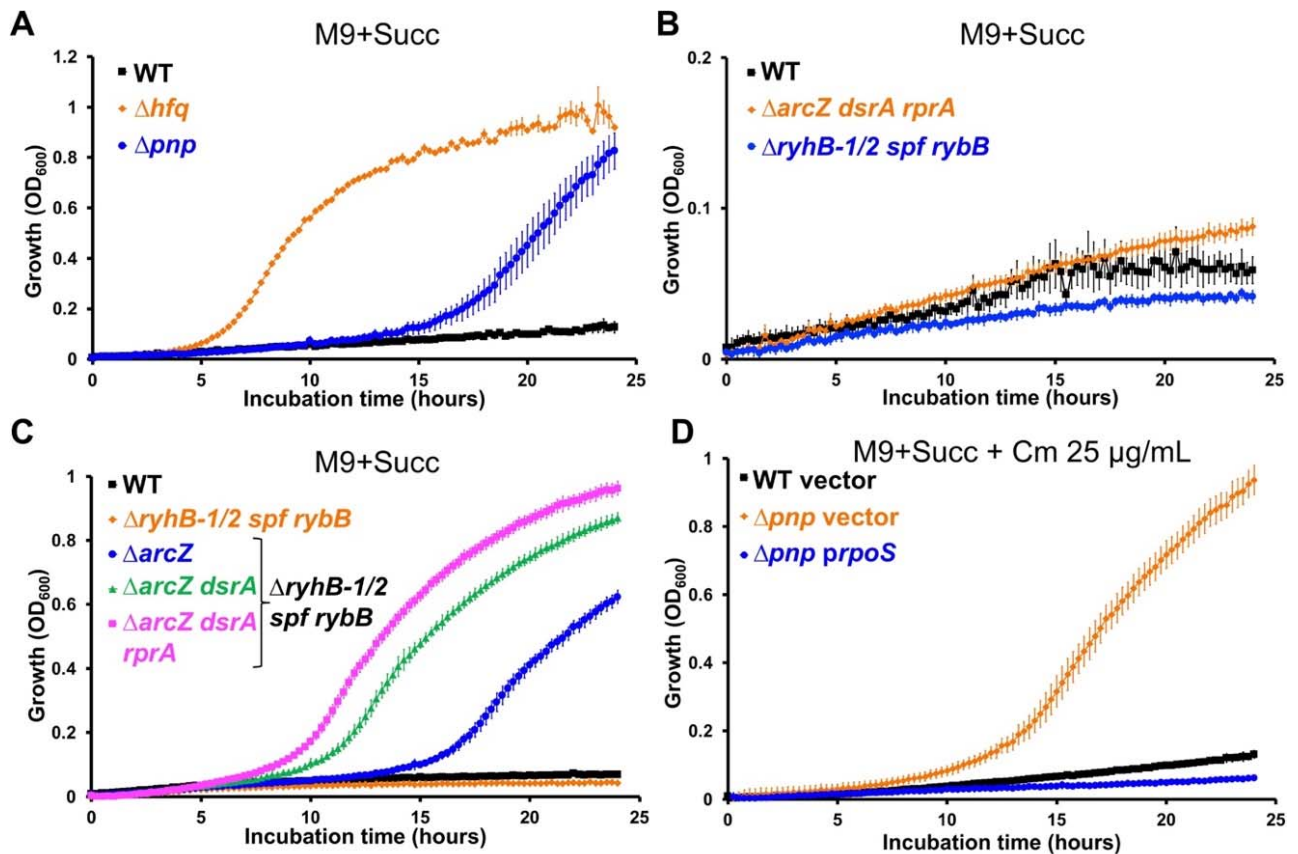 A
M9+Succ
WT
Δhfq
Δpnp
Growth (OD600)
1.2
1
0.8
0.6
0.4
0.2
0
0 5 10 15 20 25
Incubation time (hours)
B
M9+Succ
WT
ΔarcZ dsrA rprA
ΔryhB-1/2 spf rybB
Growth (OD600)
0.2
0.1
0
0 5 10 15 20 25
Incubation time (hours)
C
M9+Succ
WT
ΔryhB-1/2 spf rybB
ΔarcZ
ΔarcZ dsrA
ΔarcZ dsrA
rprA
ΔryhB-1/2
spf rybB
Growth (OD600)
1
0.8
0.6
0.4
0.2
0
0 5 10 15 20 25
Incubation time (hours)
D
M9+Succ + Cm 25 µg/mL
WT vector
Δpnp vector
Δpnp prpoS
Growth (OD600)
1
0.8
0.6
0.4
0.2
0
0 5 10 15 20 25
Incubation time (hours)